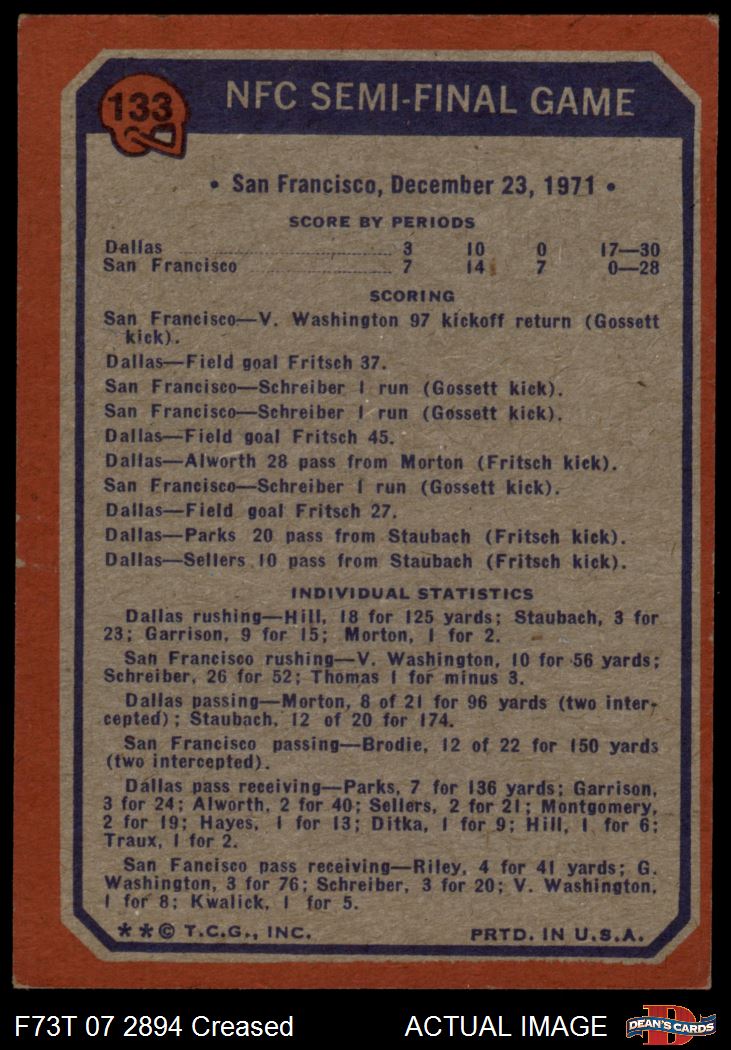 133
NFC SEMI-FINAL GAME
• San Francisco, December 23, 1971 •
SCORE BY PERIODS
Dallas 3 10 0 17—30
San Francisco 7 14 7 0—28
SCORING
San Francisco—V. Washington 97 kickoff return (Gossett
kick).
Dallas—Field goal Fritsch 37.
San Francisco—Schreiber 1 run (Gossett kick).
San Francisco—Schreiber 1 run (Gossett kick).
Dallas—Field goal Fritsch 45.
Dallas—Alworth 28 pass from Morton (Fritsch kick).
San Francisco—Schreiber 1 run (Gossett kick).
Dallas—Field goal Fritsch 27.
Dallas—Parks 20 pass from Staubach (Fritsch kick).
Dallas—Sellers 10 pass from Staubach (Fritsch kick).
INDIVIDUAL STATISTICS
Dallas rushing—Hill, 18 for 125 yards; Staubach, 3 for
23; Garrison, 9 for 15; Morton, 1 for 2.
San Francisco rushing—V. Washington, 10 for 56 yards;
Schreiber, 26 for 52; Thomas 1 for minus 3.
Dallas passing—Morton, 8 of 21 for 96 yards (two inter-
cepted); Staubach, 12 of 20 for 174.
San Francisco passing—Brodie, 12 of 22 for 150 yards
(two intercepted).
Dallas pass receiving—Parks, 7 for 136 yards; Garrison,
3 for 24; Alworth, 2 for 40; Sellers, 2 for 21; Montgomery,
2 for 19; Hayes, 1 for 13; Ditka, 1 for 9; Hill, 1 for 6;
Traux, 1 for 2.
San Fancisco pass receiving—Riley, 4 for 41 yards; G.
Washington, 3 for 76; Schreiber, 3 for 20; V. Washington,
1 for 8; Kwalick, 1 for 5.
**© T.C.G., INC. PRTD. IN U.S.A.
F73T 07 2894 Creased ACTUAL IMAGE DEAN'S CARDS